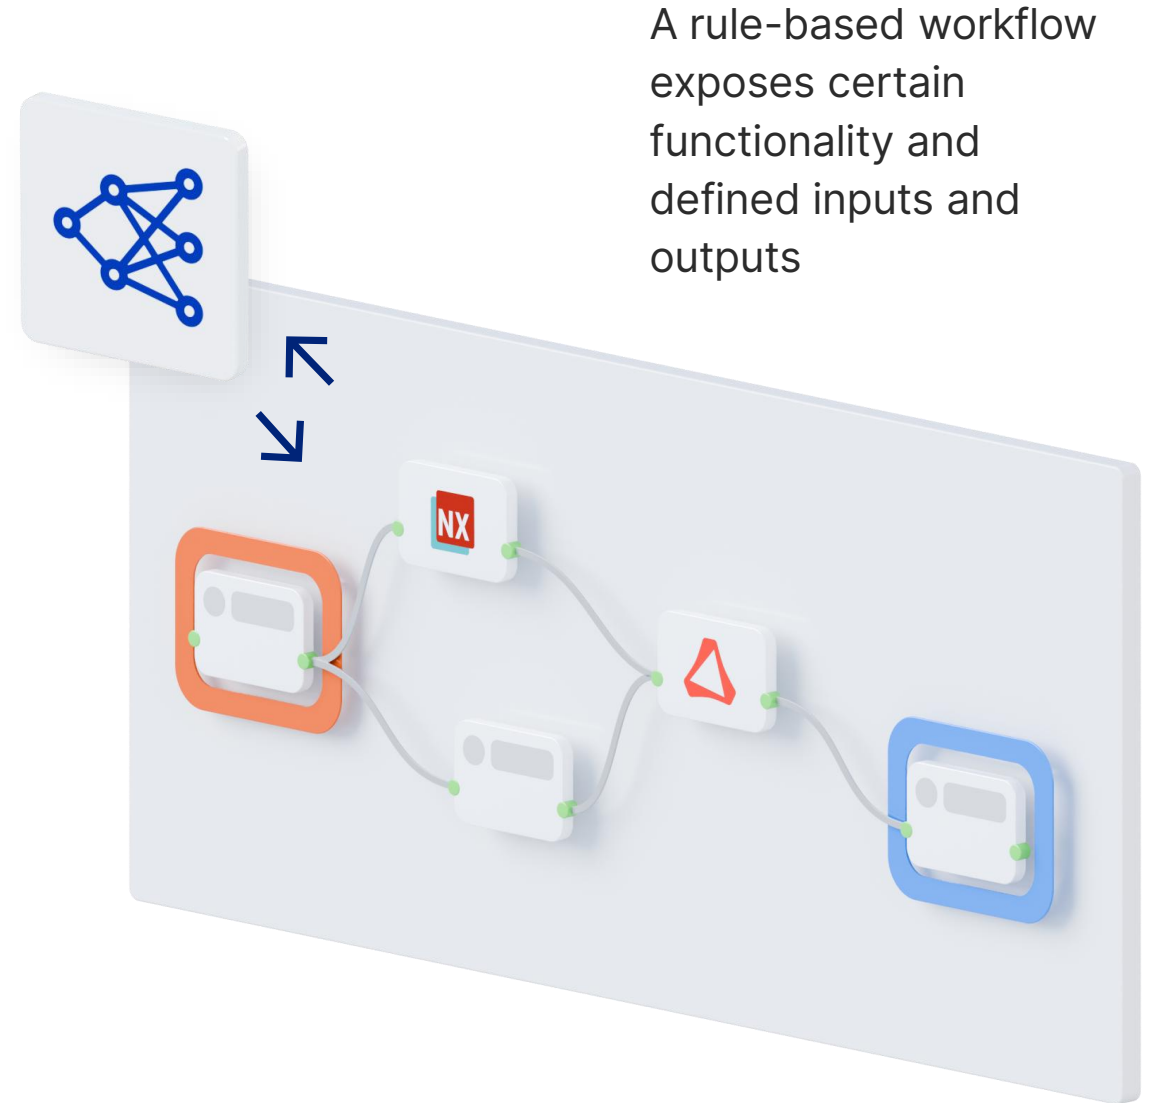 A rule-based workflow
exposes certain
functionality and
defined inputs and
outputs
NX